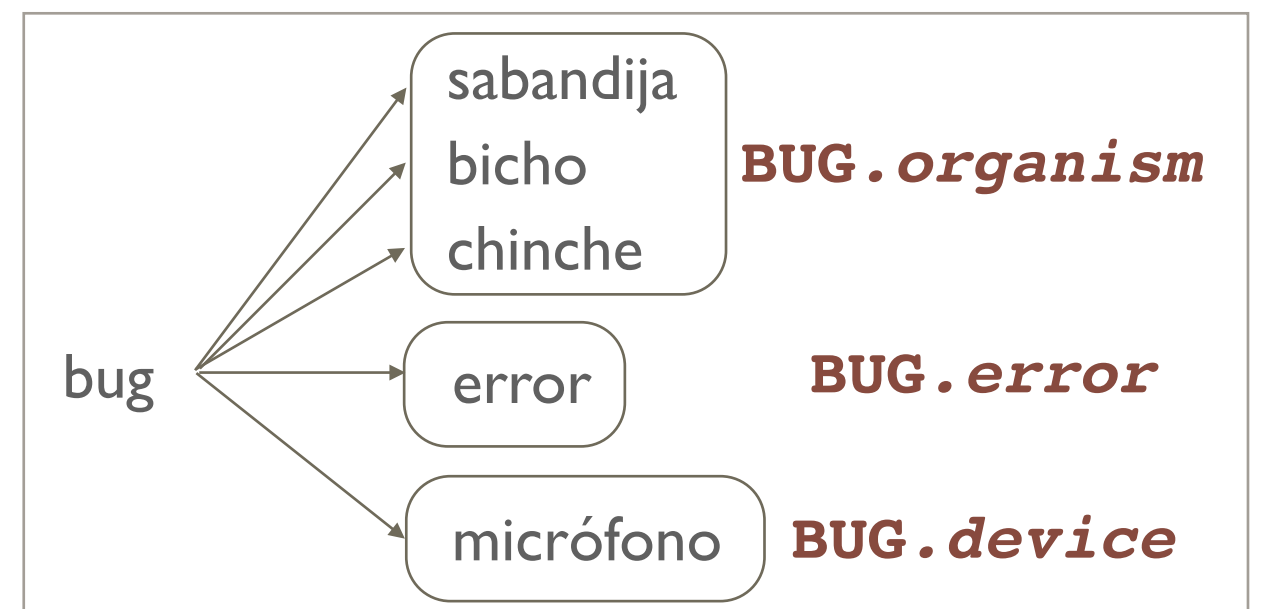 sabandija
bicho
BUG.organism
chinche
bug
error
BUG.error
micrófono
BUG.device